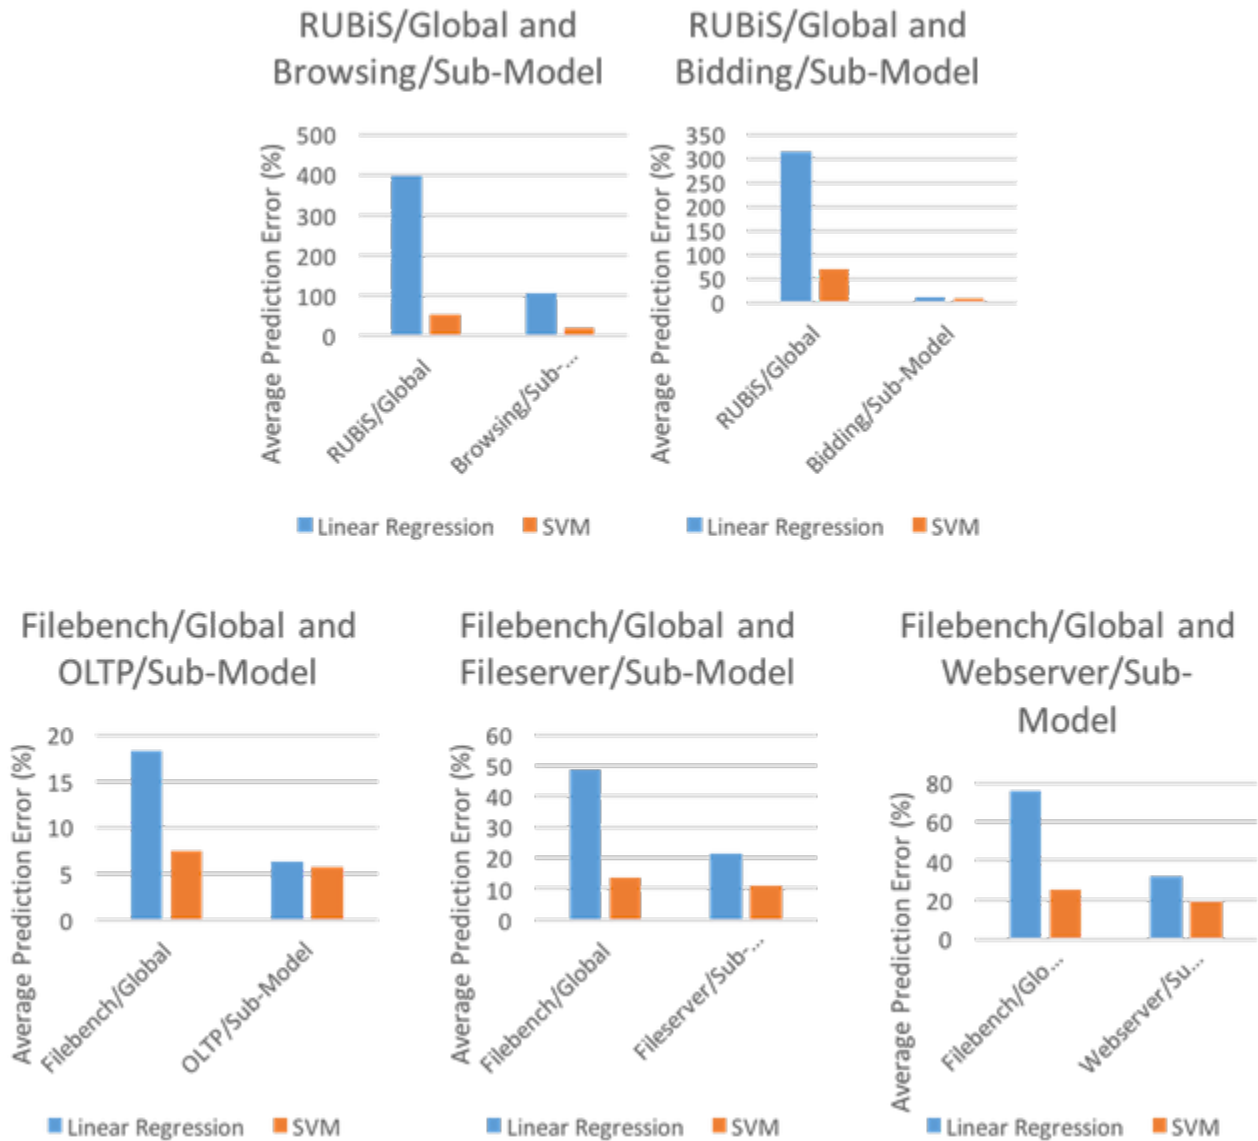 RUBiS/Global and
Browsing/Sub-Model
Average Prediction Error (%)
500
400
300
200
100
0
RUBiS/Global
Browsing/Sub-...
Linear Regression SVM
RUBiS/Global and
Bidding/Sub-Model
Average Prediction Error (%)
350
300
250
200
150
100
50
0
RUBiS/Global
Bidding/Sub-Model
Linear Regression SVM
Filebench/Global and
OLTP/Sub-Model
Average Prediction Error (%)
20
15
10
5
0
Filebench/Global
OLTP/Sub-Model
Linear Regression SVM
Filebench/Global and
Fileserver/Sub-Model
Average Prediction Error (%)
60
50
40
30
20
10
0
Filebench/Global
Fileserver/Sub-...
Linear Regression SVM
Filebench/Global and
Webserver/Sub-
Model
Average Prediction Error (%)
80
60
40
20
0
Filebench/Glo...
Webserver/Su...
Linear Regression SVM